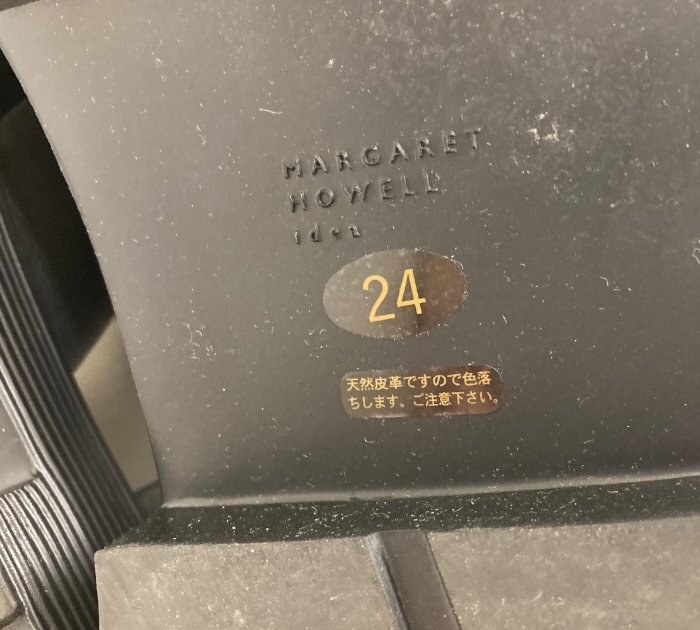 MARGARET
HOWELL
idea
24
天然皮革ですので色落
ちします。ご注意下さい。